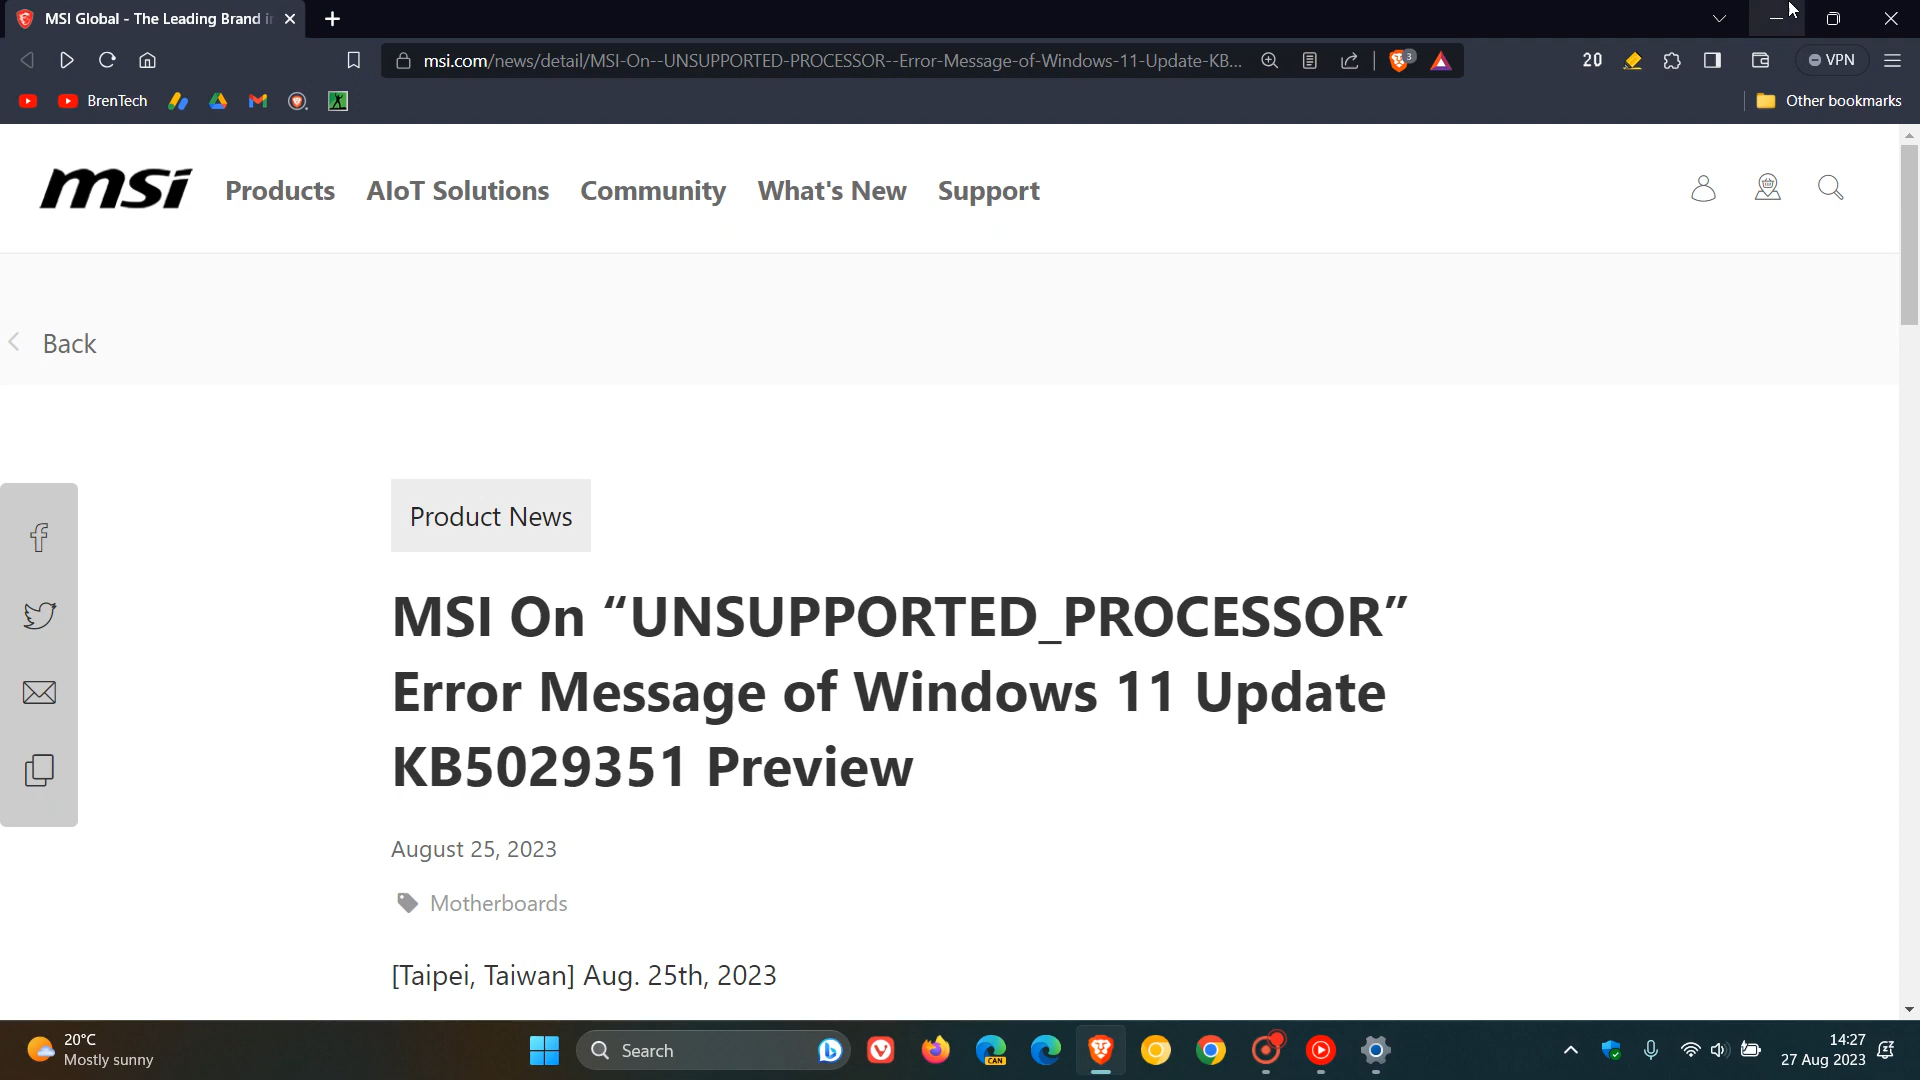 MSI Global - The Leading Brand in
msi.com/news/detail/MSI-On--UNSUPPORTED-PROCESSOR--Error-Message-of-Windows-11-Update-KB...
3
20
VPN
BrenTech
Other bookmarks
msi
Products
AIoT Solutions
Community
What's New
Support
Back
Product News
MSI On “UNSUPPORTED_PROCESSOR”
Error Message of Windows 11 Update
KB5029351 Preview
August 25, 2023
Motherboards
[Taipei, Taiwan] Aug. 25th, 2023
20°C
Mostly sunny
Search
CAN
14:27
27 Aug 2023